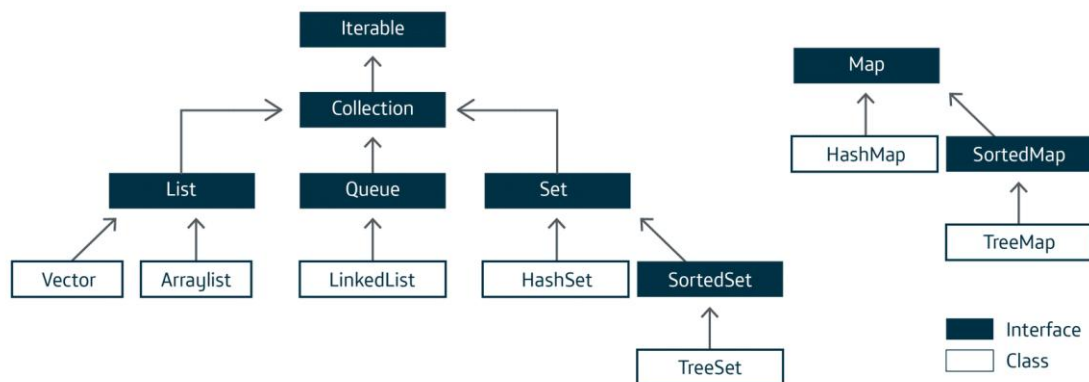 Iterable
Map
Collection
HashMap
SortedMap
List
Queue
Set
TreeMap
Vector
Arraylist
LinkedList
HashSet
SortedSet
Interface
Class
TreeSet